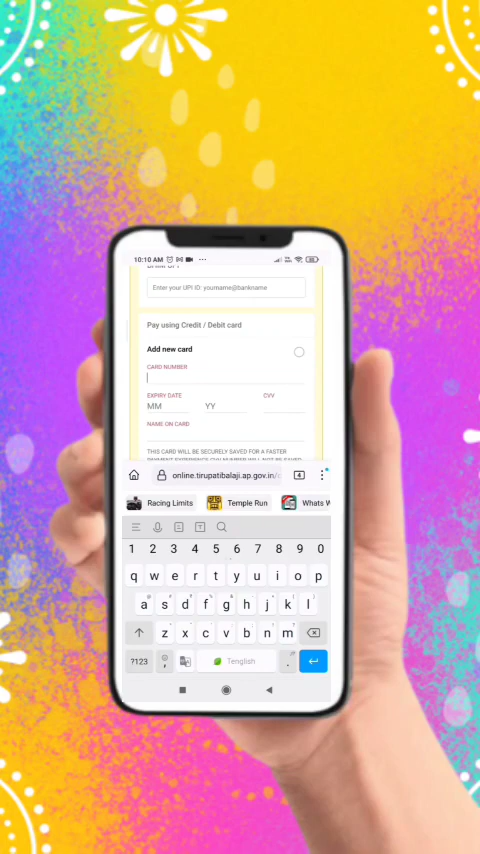 10:10 AM
Enter your UPI ID: yourname@bankname
Pay using Credit / Debit card
Add new card
CARD NUMBER
EXPIRY DATE CVV
MM YY
NAME ON CARD
THIS CARD WILL BE SECURELY SAVED FOR A FASTER
4
online.tirupatibalaji.ap.gov.in/c
Racing Limits Temple Run Whats W
1 2 3 4 5 6 7 8 9 0
q w e r t y u i o p
a s d f g h j k l
z x c v b n m
?123 , Tenglish .